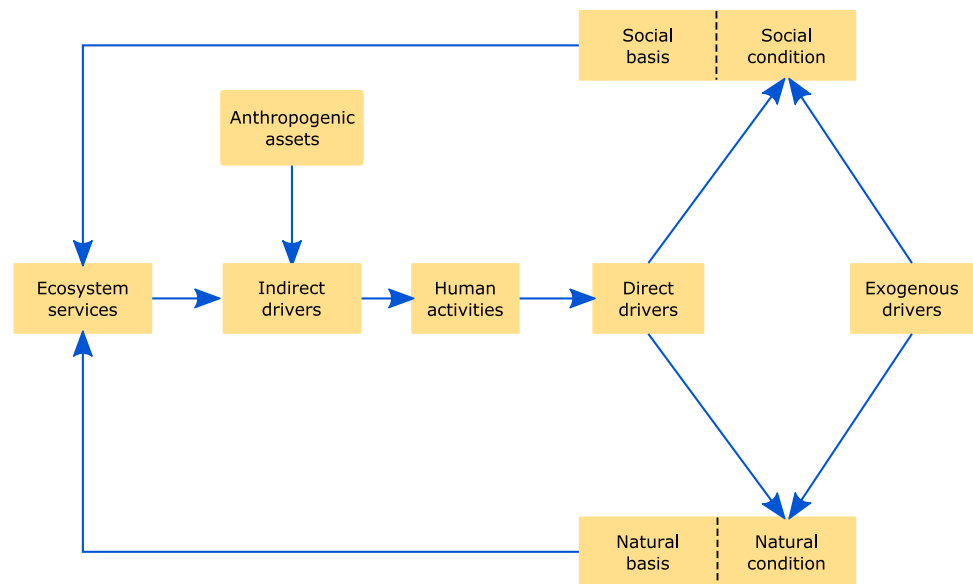 Social
basis
Social
condition
Anthropogenic
assets
Ecosystem
services
Indirect
drivers
Human
activities
Direct
drivers
Exogenous
drivers
Natural
basis
Natural
condition